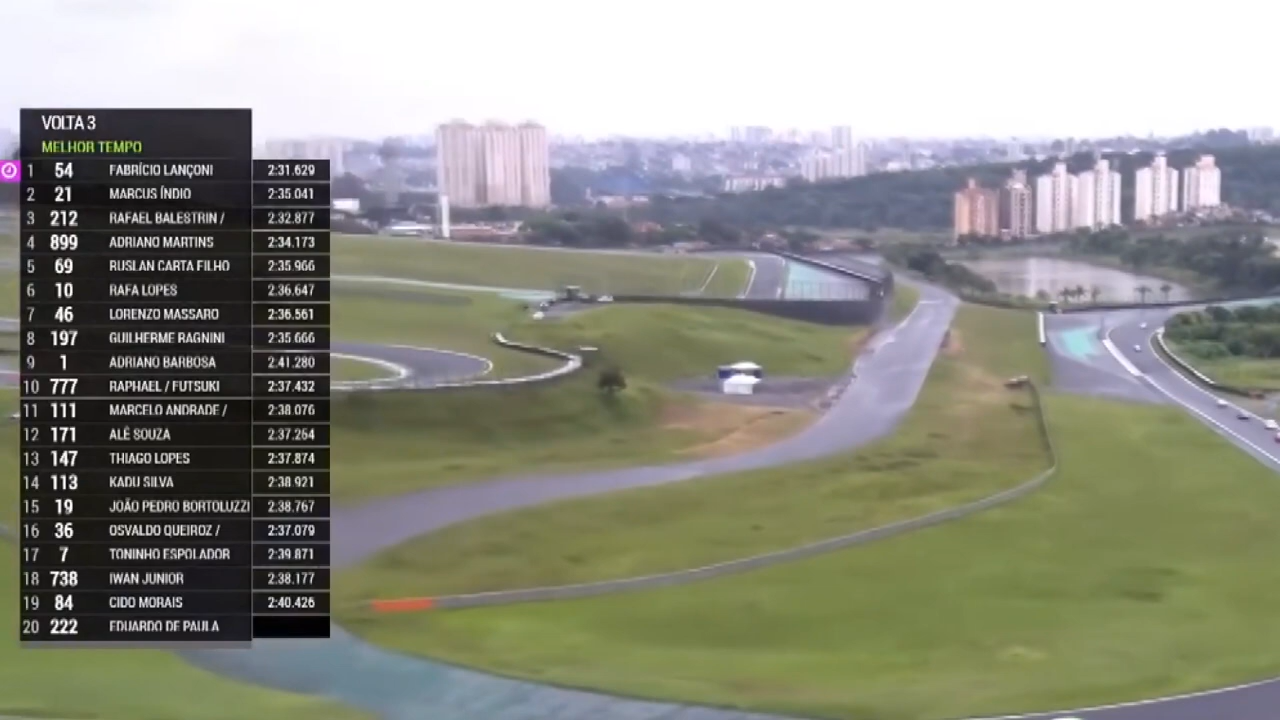 VOLTA 3
MELHOR TEMPO
1 54 FABRÍCIO LANÇONI 2:31.629
2 21 MARCUS ÍNDIO 2:35.041
3 212 RAFAEL BALESTRIN / 2:32.877
4 899 ADRIANO MARTINS 2:34.173
5 69 RUSLAN CARTA FILHO 2:35.966
6 10 RAFA LOPES 2:36.647
7 46 LORENZO MASSARO 2:36.561
8 197 GUILHERME RAGNINI 2:35.666
9 1 ADRIANO BARBOSA 2:41.280
10 777 RAPHAEL / FUTSUKI 2:37.432
11 111 MARCELO ANDRADE / 2:38.076
12 171 ALÊ SOUZA 2:37.264
13 147 THIAGO LOPES 2:37.874
14 113 KADU SILVA 2:38.921
15 19 JOÃO PEDRO BORTOLUZZI 2:38.767
16 36 OSVALDO QUEIROZ / 2:37.079
17 7 TONINHO ESPOLADOR 2:39.871
18 738 IWAN JUNIOR 2:38.177
19 84 CIDO MORAIS 2:40.426
20 222 EDUARDO DE PAULA